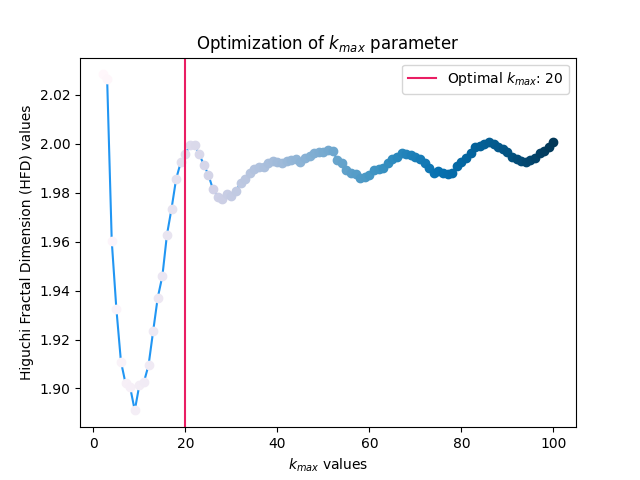 Optimization of k_max parameter
Optimal k_max: 20
Higuchi Fractal Dimension (HFD) values
2.02
2.00
1.98
1.96
1.94
1.92
1.90
0 20 40 60 80 100
k_max values